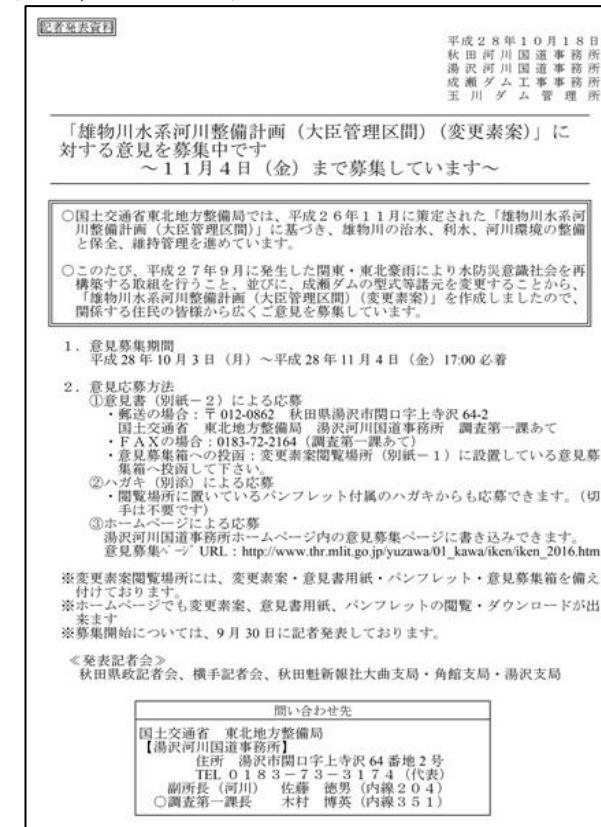 記者発表資料
平成28年10月18日
秋田河川国道事務所
湯沢河川国道事務所
成瀬ダム工事事務所
玉川ダム管理所
「雄物川水系河川整備計画（大臣管理区間）（変更素案）」に
対する意見を募集中です
～11月4日（金）まで募集しています～
○国土交通省東北地方整備局では、平成26年11月に策定された「雄物川水系河
川整備計画（大臣管理区間）」に基づき、雄物川の治水、利水、河川環境の整備
と保全、維持管理を進めています。
○このたび、平成27年9月に発生した関東・東北豪雨により水防災意識社会を再
構築する取組を行うこと、並びに、成瀬ダムの型式等諸元を変更することから、
「雄物川水系河川整備計画（大臣管理区間）（変更素案）」を作成しましたので、
関係する住民の皆様から広くご意見を募集しています。
1．意見募集期間
平成28年10月3日（月）～平成28年11月4日（金）17:00必着
2．意見応募方法
①意見書（別紙－2）による応募
・郵送の場合：〒012-0862 秋田県湯沢市関口字上寺沢64-2
国土交通省 東北地方整備局 湯沢河川国道事務所 調査第一課あて
・FAXの場合：0183-72-2164（調査第一課あて）
・意見募集箱への投函：変更素案閲覧場所（別紙－1）に設置している意見募
集箱へ投函して下さい。
②ハガキ（別添）による応募
・閲覧場所に置いているパンフレット付属のハガキからも応募できます。（切
手は不要です）
③ホームページによる応募
湯沢河川国道事務所ホームページ内の意見募集ページに書き込みできます。
意見募集ﾍﾟｰｼﾞURL：http://www.thr.mlit.go.jp/yuzawa/01_kawa/iken/iken_2016.htm
※変更素案閲覧場所には、変更素案・意見書用紙・パンフレット・意見募集箱を備え
付けております。
※ホームページでも変更素案、意見書用紙、パンフレットの閲覧・ダウンロードが出
来ます
※募集開始については、9月30日に記者発表しております。
≪発表記者会≫
秋田県政記者会、横手記者会、秋田魁新報社大曲支局・角館支局・湯沢支局
問い合わせ先
国土交通省 東北地方整備局
【湯沢河川国道事務所】
住所 湯沢市関口字上寺沢64番地2号
TEL 0183－73－3174（代表）
副所長（河川） 佐藤 徳男（内線204）
○調査第一課長 木村 博英（内線351）